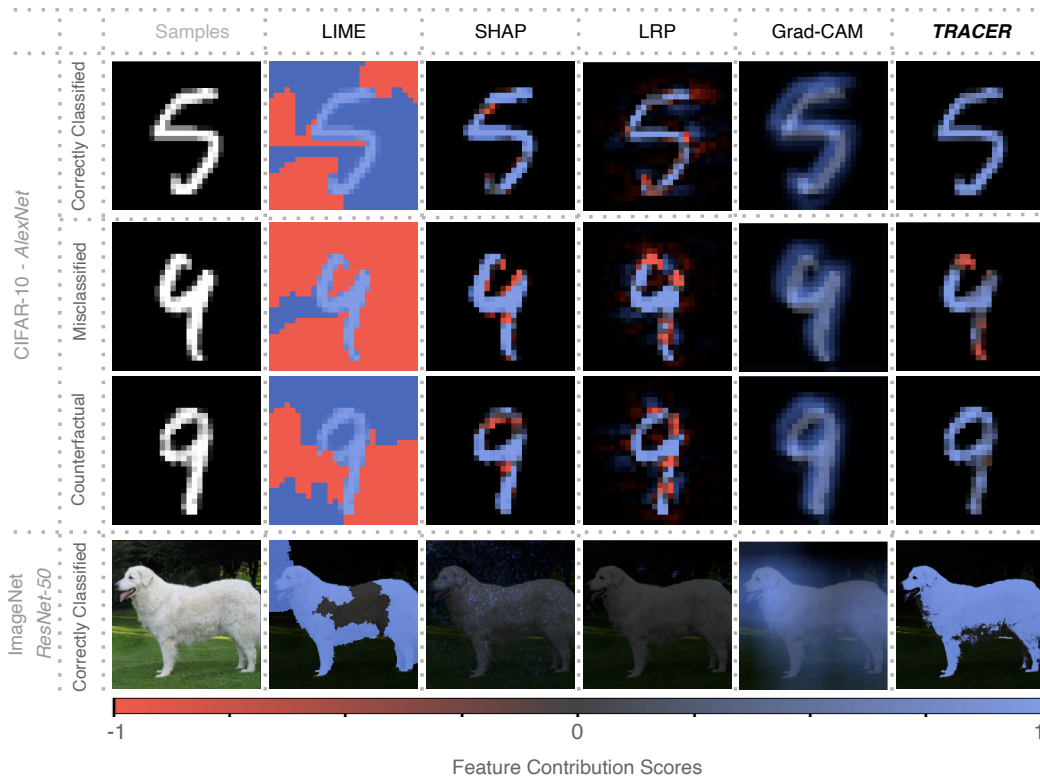 Samples
LIME
SHAP
LRP
Grad-CAM
TRACER
CIFAR-10 - AlexNet
Correctly Classified
Misclassified
Counterfactual
ImageNet
ResNet-50
Correctly Classified
-1
0
1
Feature Contribution Scores